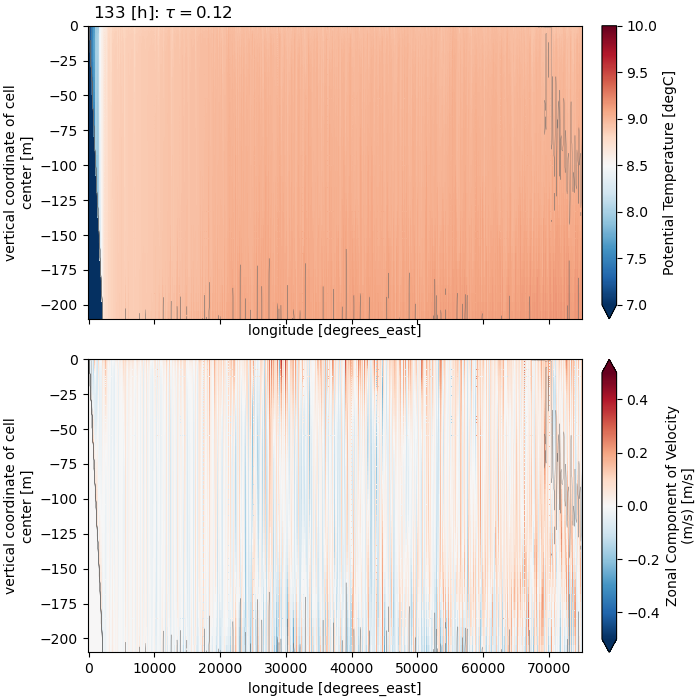 133 [h]: τ = 0.12
0
−25
−50
−75
−100
−125
−150
−175
−200
vertical coordinate of cell
center [m]
longitude [degrees_east]
10.0
9.5
9.0
8.5
8.0
7.5
7.0
Potential Temperature [degC]
0
−25
−50
−75
−100
−125
−150
−175
−200
vertical coordinate of cell
center [m]
0 10000 20000 30000 40000 50000 60000 70000
longitude [degrees_east]
0.4
0.2
0.0
−0.2
−0.4
Zonal Component of Velocity
(m/s) [m/s]